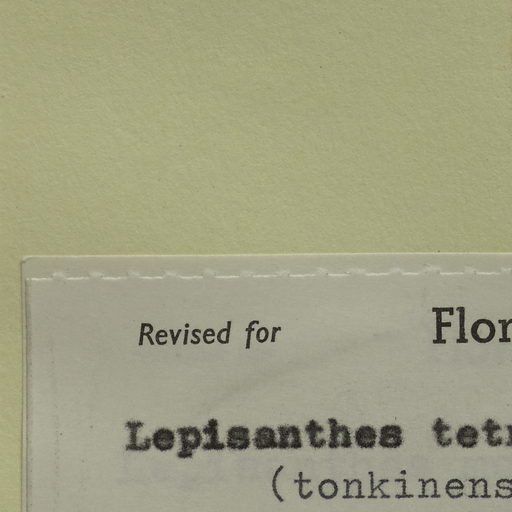 Revised for Flor
Lepisanthes tetr
(tonkinens